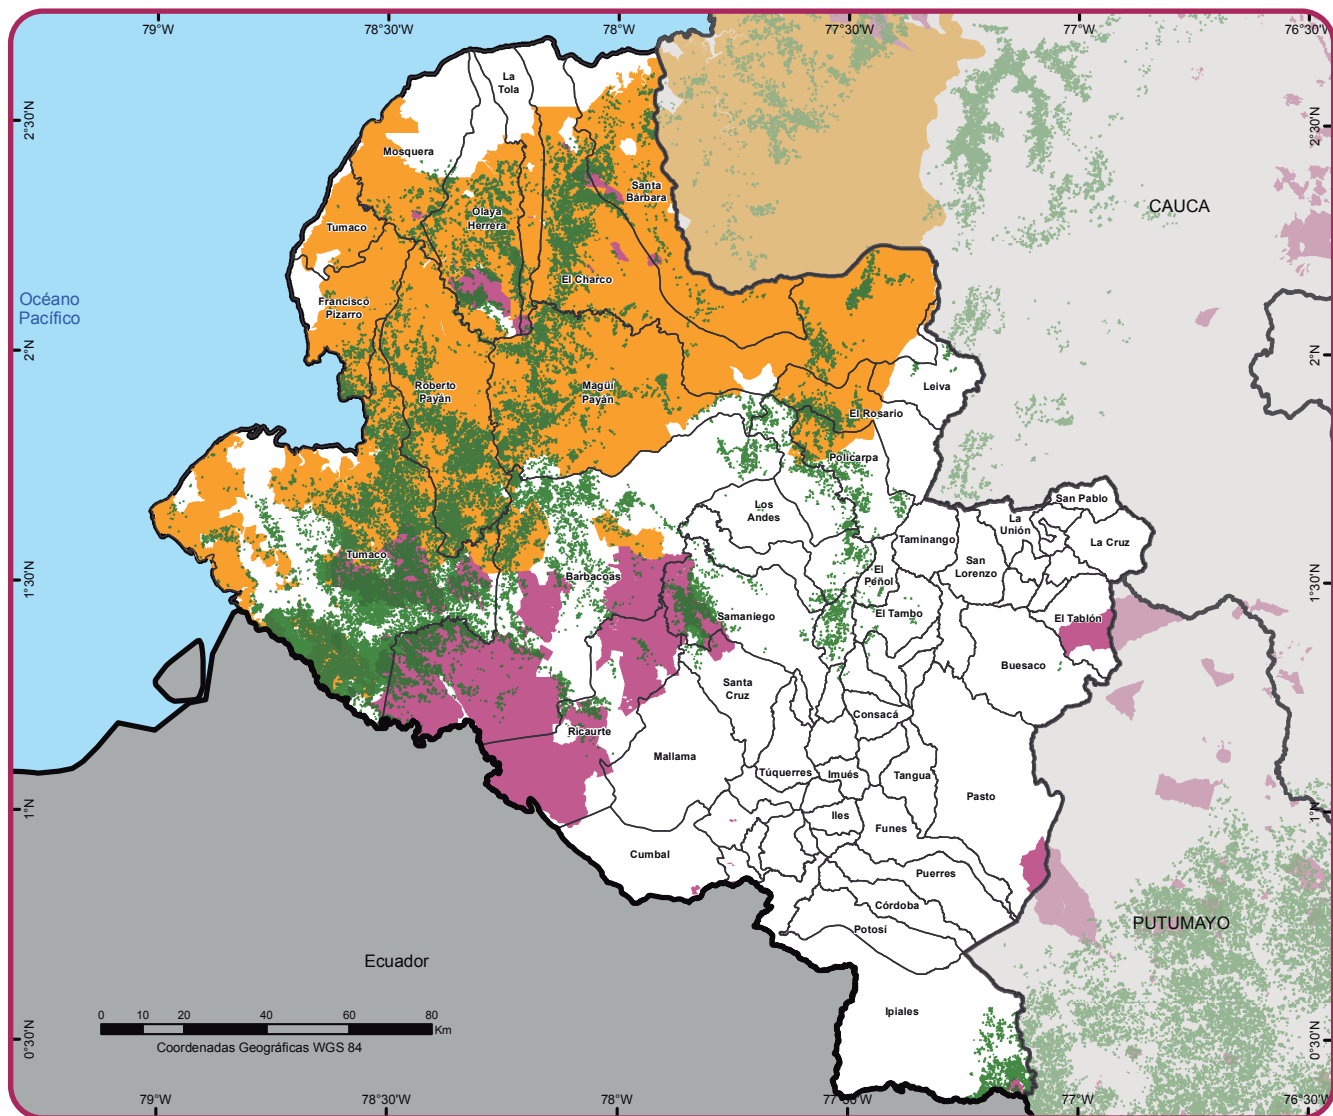 79°W
78°30'W
78°W
77°30'W
77°W
76°30'W
2°30'N
2°30'N
La
Tola
Mosquera
Santa
Bárbara
CAUCA
Olaya
Herrera
Tumaco
El Charco
Océano
Pacífico
Francisco
Pizarro
2°N
2°N
Roberto
Payán
Magüí
Payán
Leiva
El Rosario
Policarpa
San Pablo
Los
Andes
La
Unión
La Cruz
Taminango
Tumaco
San
Lorenzo
1°30'N
Barbacoas
El
Peñol
1°30'N
Samaniego
El Tambo
El Tablón
Buesaco
Santa
Cruz
Consacá
Ricaurte
Mallama
Túquerres
Imués
Tangua
Pasto
1°N
1°N
Iles
Funes
Cumbal
Puerres
Córdoba
PUTUMAYO
Potosí
Ecuador
Ipiales
0
10
20
40
60
80
Km
Coordenadas Geográficas WGS 84
0°30'N
0°30'N
79°W
78°30'W
78°W
77°30'W
77°W
76°30'W